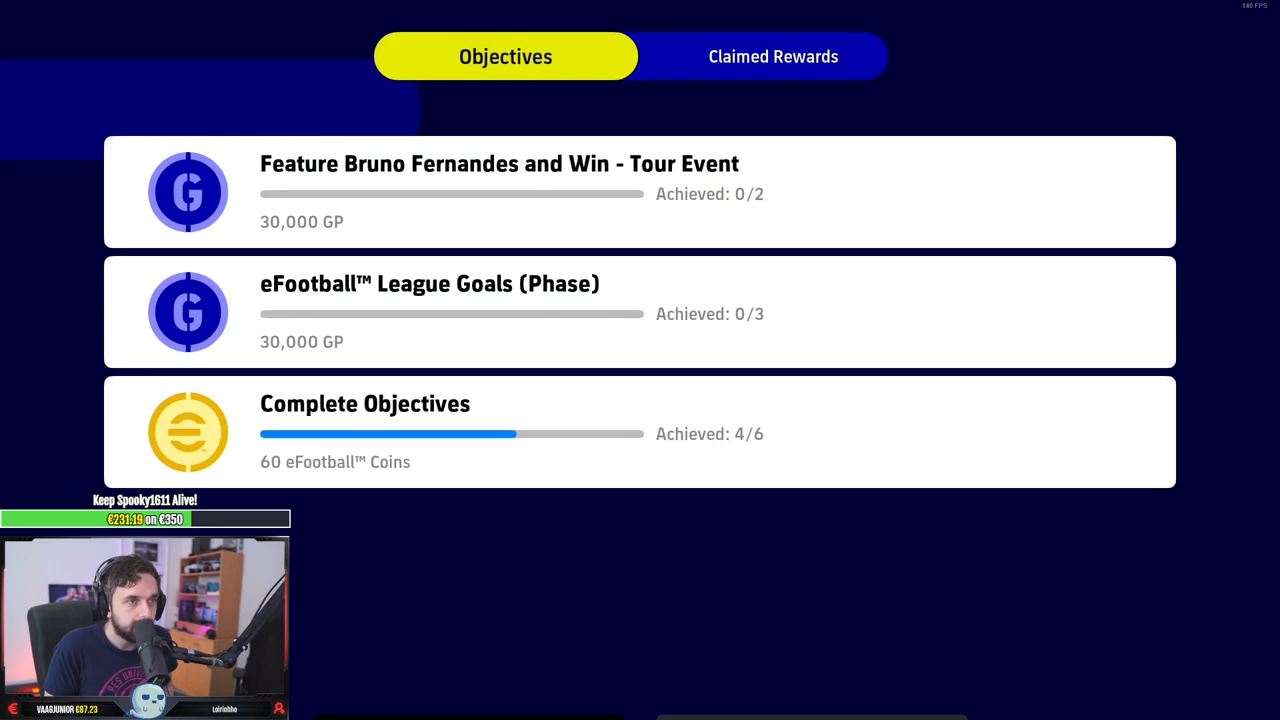 140 FPS
Objectives
Claimed Rewards
Feature Bruno Fernandes and Win - Tour Event
Achieved: 0/2
30,000 GP
eFootball™ League Goals (Phase)
Achieved: 0/3
30,000 GP
Complete Objectives
Achieved: 4/6
60 eFootball™ Coins
Keep Spooky1611 Alive!
€231.19 on €350
VAAGJUNIOR €87.23